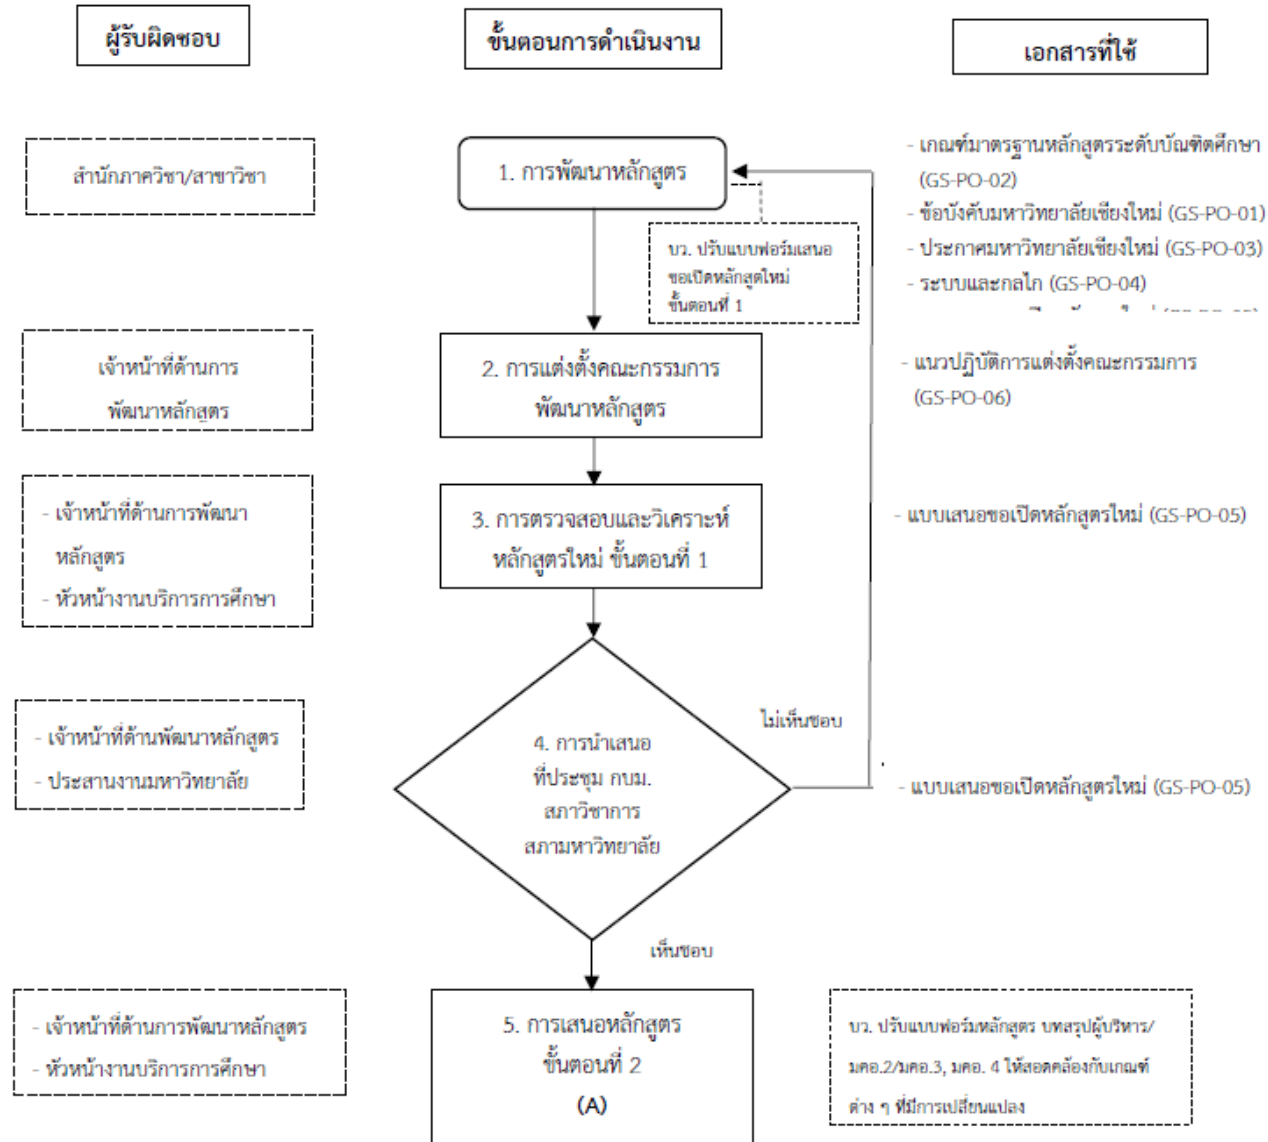 ผู้รับผิดชอบ
ขั้นตอนการดำเนินงาน
เอกสารที่ใช้
สำนักภาควิชา/สาขาวิชา
1. การพัฒนาหลักสูตร
- เกณฑ์มาตรฐานหลักสูตรระดับบัณฑิตศึกษา
(GS-PO-02)
- ข้อบังคับมหาวิทยาลัยเชียงใหม่ (GS-PO-01)
- ประกาศมหาวิทยาลัยเชียงใหม่ (GS-PO-03)
- ระบบและกลไก (GS-PO-04)
บว. ปรับแบบฟอร์มเสนอ
ขอเปิดหลักสูตใหม่
ขั้นตอนที่ 1
เจ้าหน้าที่ด้านการ
พัฒนาหลักสูตร
2. การแต่งตั้งคณะกรรมการ
พัฒนาหลักสูตร
- แนวปฏิบัติการแต่งตั้งคณะกรรมการ
(GS-PO-06)
- เจ้าหน้าที่ด้านการพัฒนา
หลักสูตร
- หัวหน้างานบริการการศึกษา
3. การตรวจสอบและวิเคราะห์
หลักสูตรใหม่ ขั้นตอนที่ 1
- แบบเสนอขอเปิดหลักสูตรใหม่ (GS-PO-05)
- เจ้าหน้าที่ด้านพัฒนาหลักสูตร
- ประสานงานมหาวิทยาลัย
4. การนำเสนอ
ที่ประชุม กบม.
สภาวิชาการ
สภามหาวิทยาลัย
ไม่เห็นชอบ
- แบบเสนอขอเปิดหลักสูตรใหม่ (GS-PO-05)
เห็นชอบ
- เจ้าหน้าที่ด้านการพัฒนาหลักสูตร
- หัวหน้างานบริการการศึกษา
5. การเสนอหลักสูตร
ขั้นตอนที่ 2
(A)
บว. ปรับแบบฟอร์มหลักสูตร บทสรุปผู้บริหาร/
มคอ.2/มคอ.3, มคอ. 4 ให้สอดคล้องกับเกณฑ์
ต่าง ๆ ที่มีการเปลี่ยนแปลง